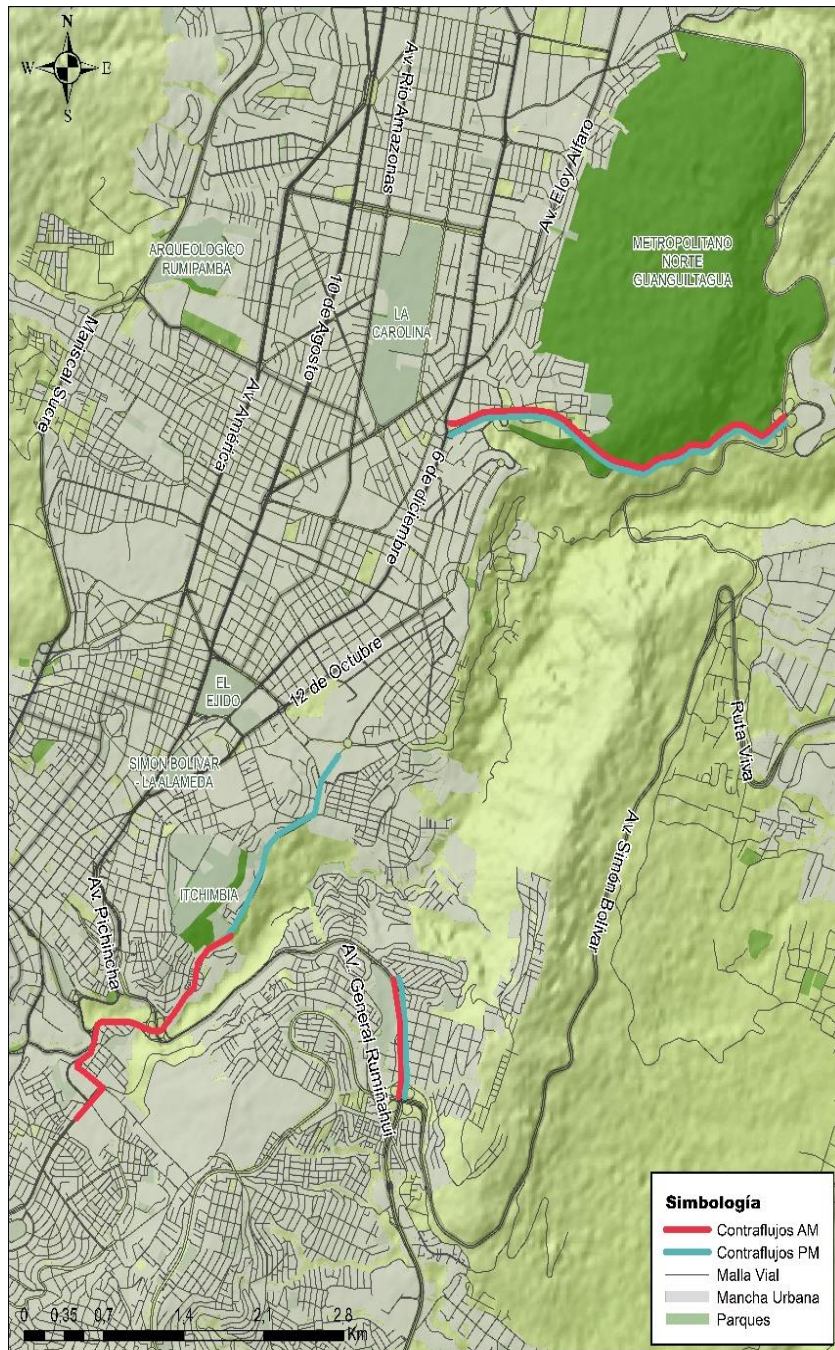 N
W
E
S
Av. Río Amazonas
Av. Eloy Alfaro
ARQUEOLOGICO
RUMIPAMBA
METROPOLITANO
NORTE
GUANGUILTAGUA
10 de Agosto
LA
CAROLINA
Mariscal Sucre
Av. América
6 de diciembre
12 de Octubre
EL
EJIDO
SIMON BOLIVAR
- LA ALAMEDA
Ruta Viva
Av. Simón Bolívar
ITCHIMBIA
Av. Pichincha
AV. General Rumiñahui
Simbología
Contraflujos AM
Contraflujos PM
Malla Vial
Mancha Urbana
Parques
0 0,35 0,7 1,4 2,1 2,8
Km